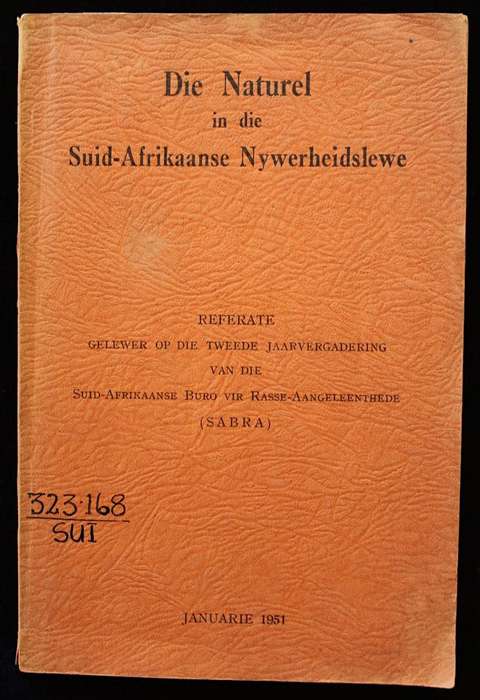 Die Naturel
in die
Suid-Afrikaanse Nywerheidslewe
REFERATE
GELEWER OP DIE TWEEDE JAARVERGADERING
VAN DIE
SUID-AFRIKAANSE BURO VIR RASSE-AANGELEENTHEDE
(SABRA)
323.168
SUI
JANUARIE 1951